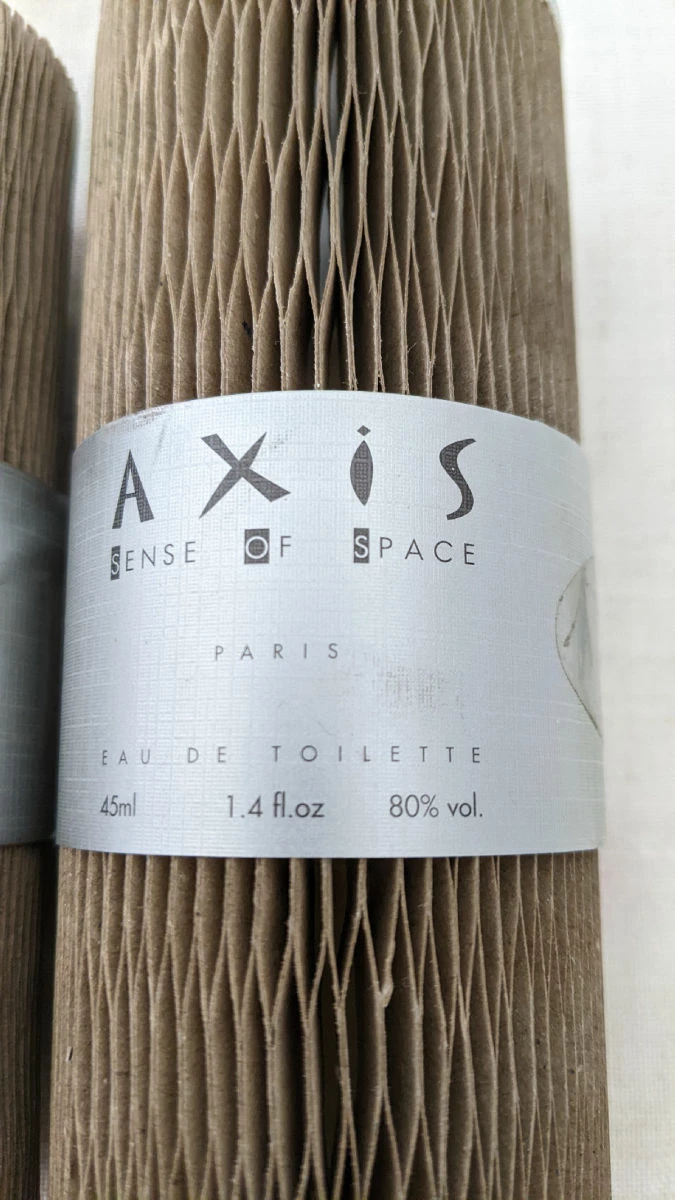 AXiS
SENSE OF SPACE
PARIS
EAU DE TOILETTE
45ml 1.4 fl.oz 80% vol.